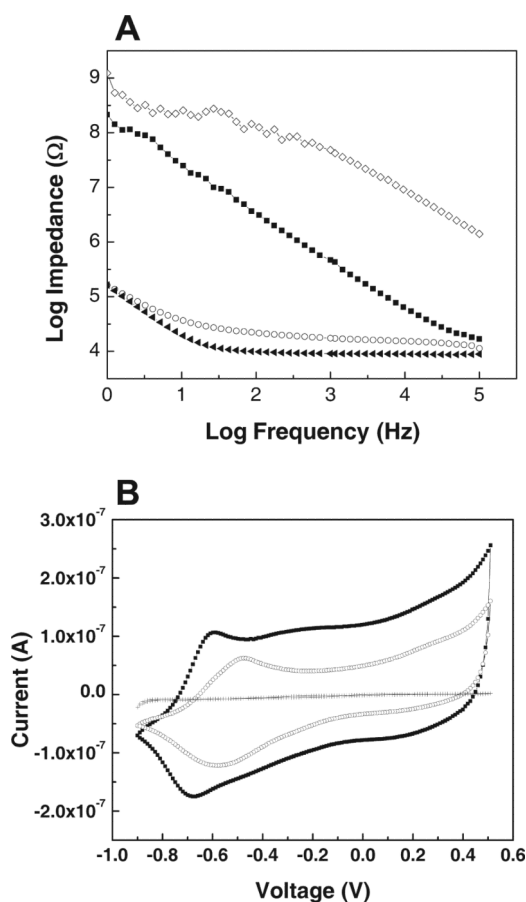 A
9
8
7
6
5
4
Log Impedance (Ω)
0 1 2 3 4 5
Log Frequency (Hz)
B
3.0x10⁻⁷
2.0x10⁻⁷
1.0x10⁻⁷
0.0
-1.0x10⁻⁷
-2.0x10⁻⁷
Current (A)
-1.0 -0.8 -0.6 -0.4 -0.2 0.0 0.2 0.4 0.6
Voltage (V)